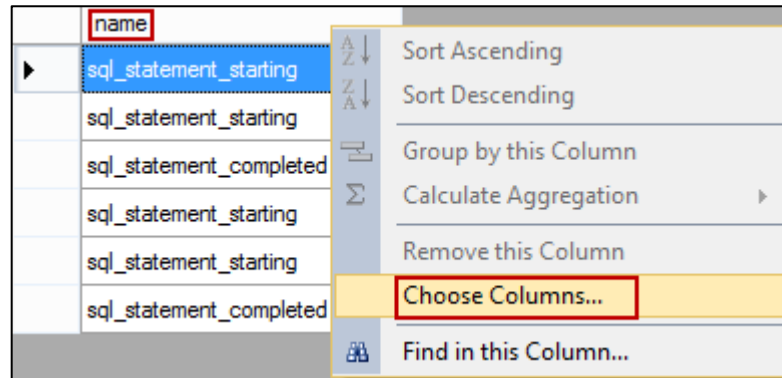 name
sql_statement_starting
sql_statement_starting
sql_statement_completed
sql_statement_starting
sql_statement_starting
sql_statement_completed
Sort Ascending
Sort Descending
Group by this Column
Calculate Aggregation
Remove this Column
Choose Columns...
Find in this Column...